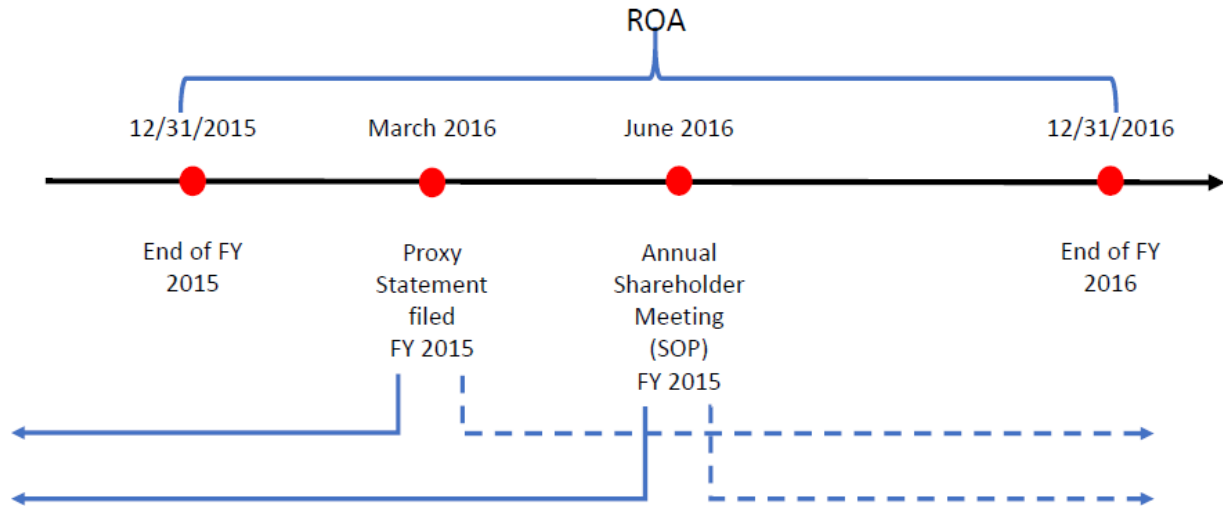 ROA
12/31/2015
March 2016
June 2016
12/31/2016
End of FY
2015
Proxy
Statement
filed
FY 2015
Annual
Shareholder
Meeting
(SOP)
FY 2015
End of FY
2016